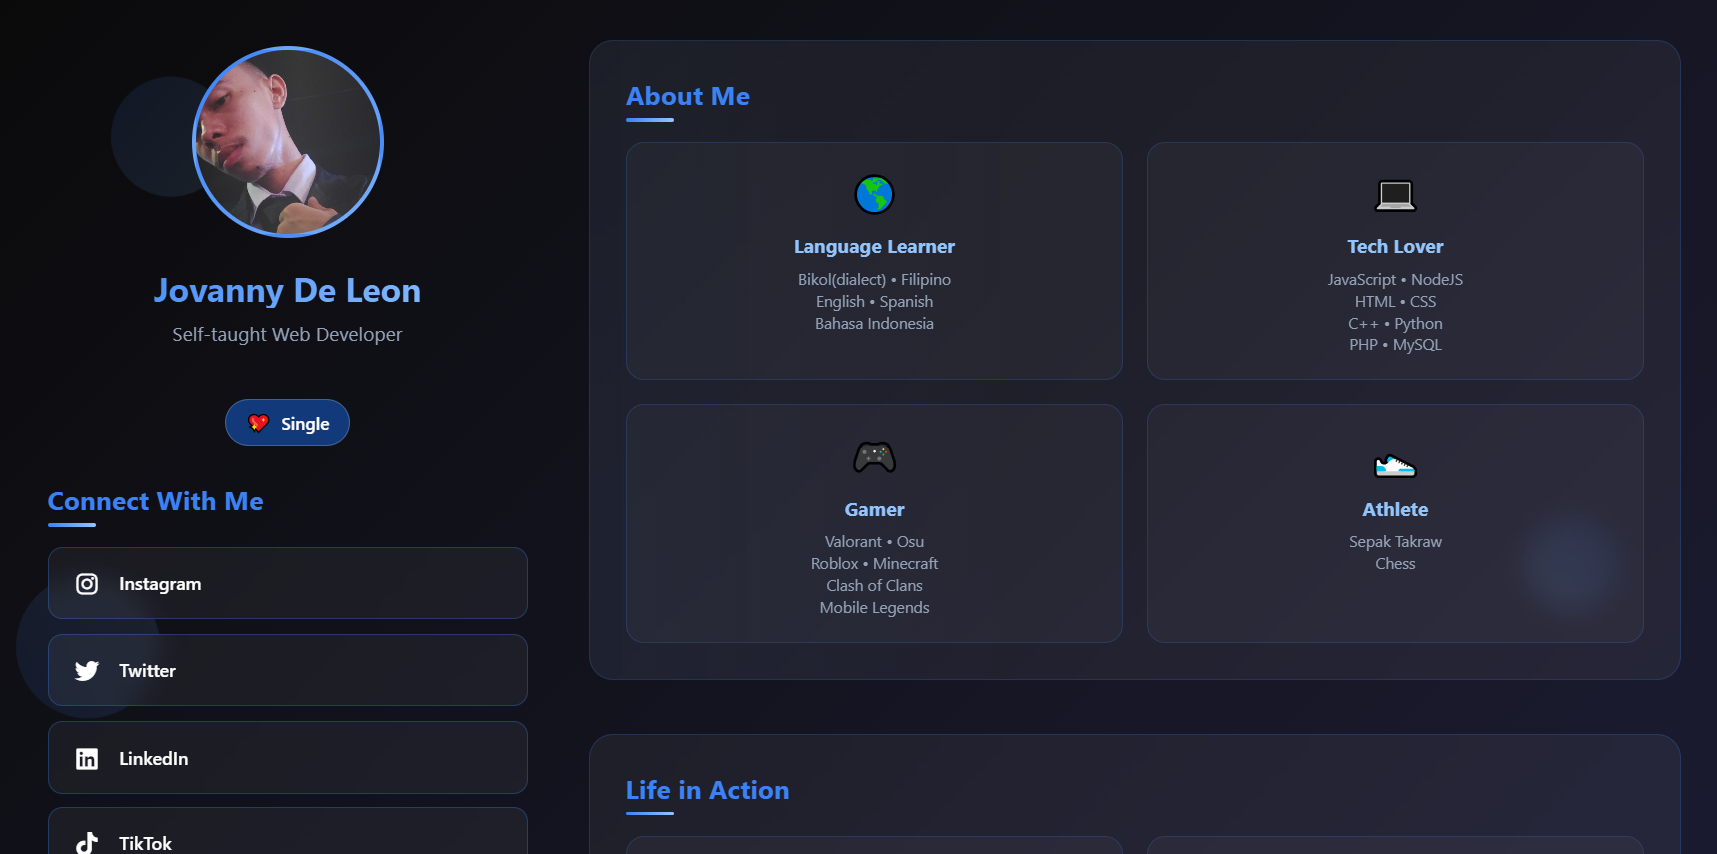 Jovanny De Leon
Self-taught Web Developer
Single
Connect With Me
Instagram
Twitter
LinkedIn
TikTok
About Me
Language Learner
Bikol(dialect) • Filipino
English • Spanish
Bahasa Indonesia
Tech Lover
JavaScript • NodeJS
HTML • CSS
C++ • Python
PHP • MySQL
Gamer
Valorant • Osu
Roblox • Minecraft
Clash of Clans
Mobile Legends
Athlete
Sepak Takraw
Chess
Life in Action